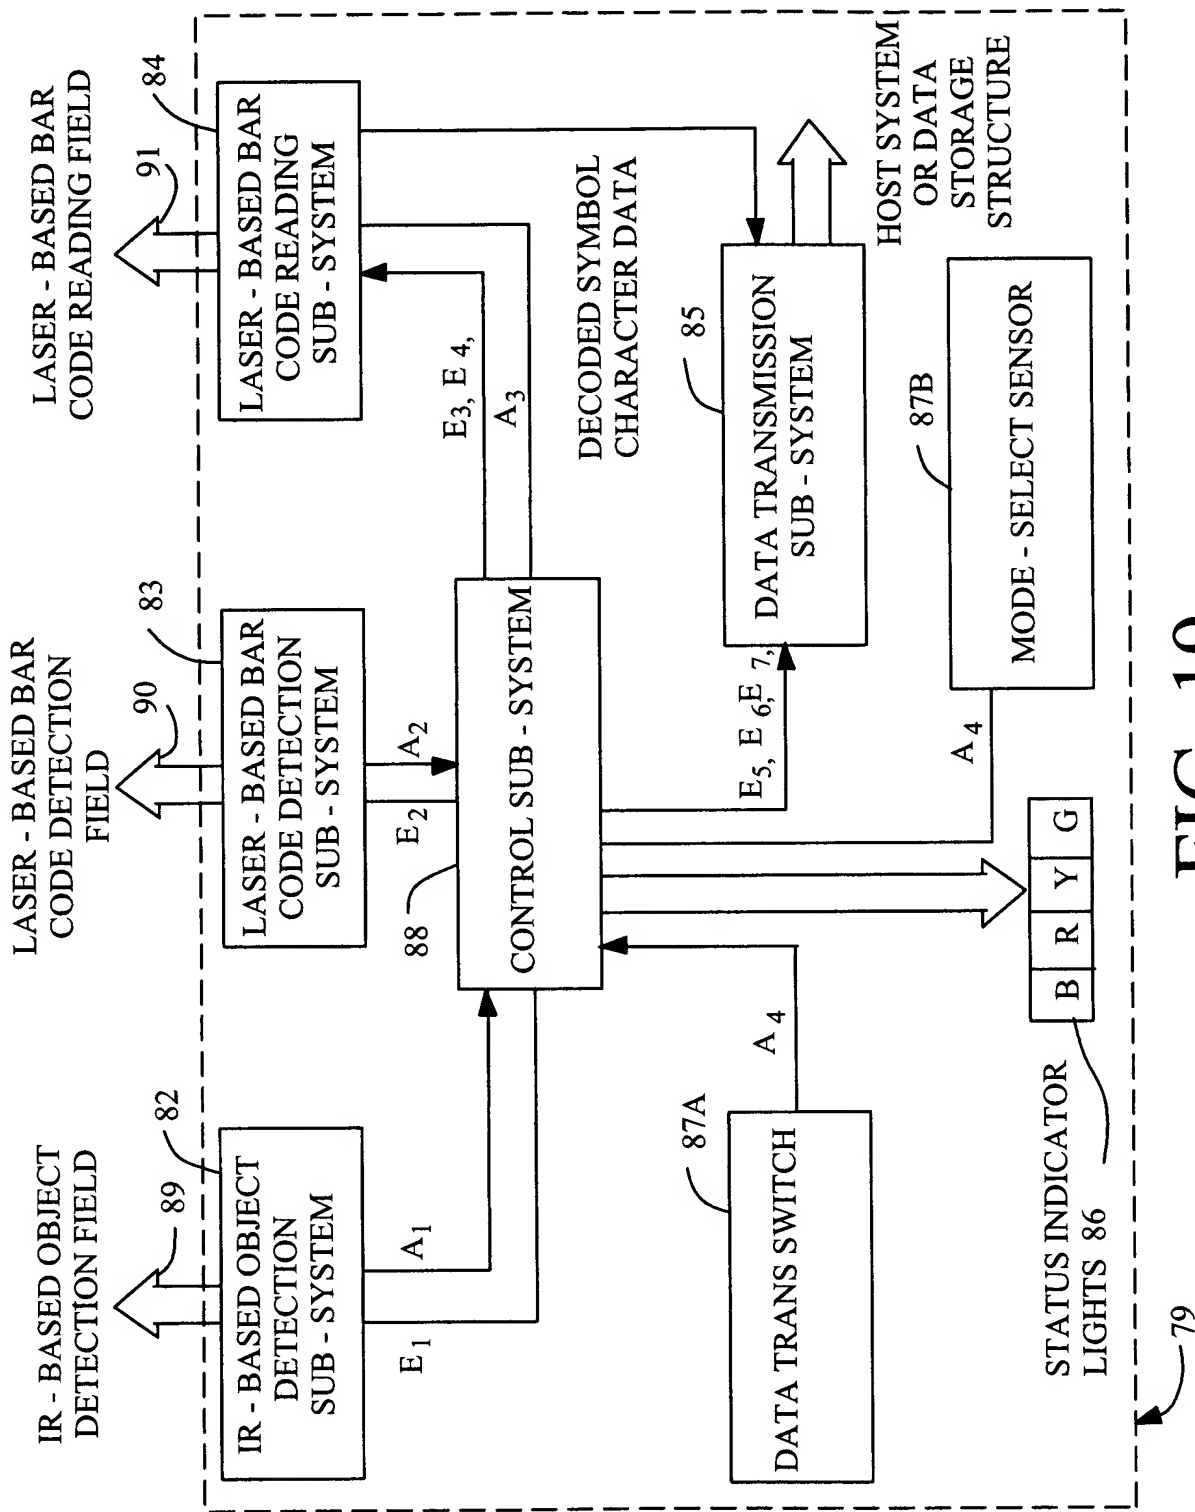 IR - BASED OBJECT
DETECTION FIELD
LASER - BASED BAR
CODE DETECTION
FIELD
LASER - BASED BAR
CODE READING FIELD
89
90
91
82
83
84
IR - BASED OBJECT
DETECTION
SUB - SYSTEM
LASER - BASED BAR
CODE DETECTION
SUB - SYSTEM
LASER - BASED BAR
CODE READING
SUB - SYSTEM
E1
A1
E2
A2
E3, E4,
A3
88
CONTROL SUB - SYSTEM
DECODED SYMBOL
CHARACTER DATA
87A
DATA TRANS SWITCH
A4
E5, E6,E7,
85
DATA TRANSMISSION
SUB - SYSTEM
HOST SYSTEM
OR DATA
STORAGE
STRUCTURE
A4
87B
MODE - SELECT SENSOR
B R Y G
STATUS INDICATOR
LIGHTS 86
79